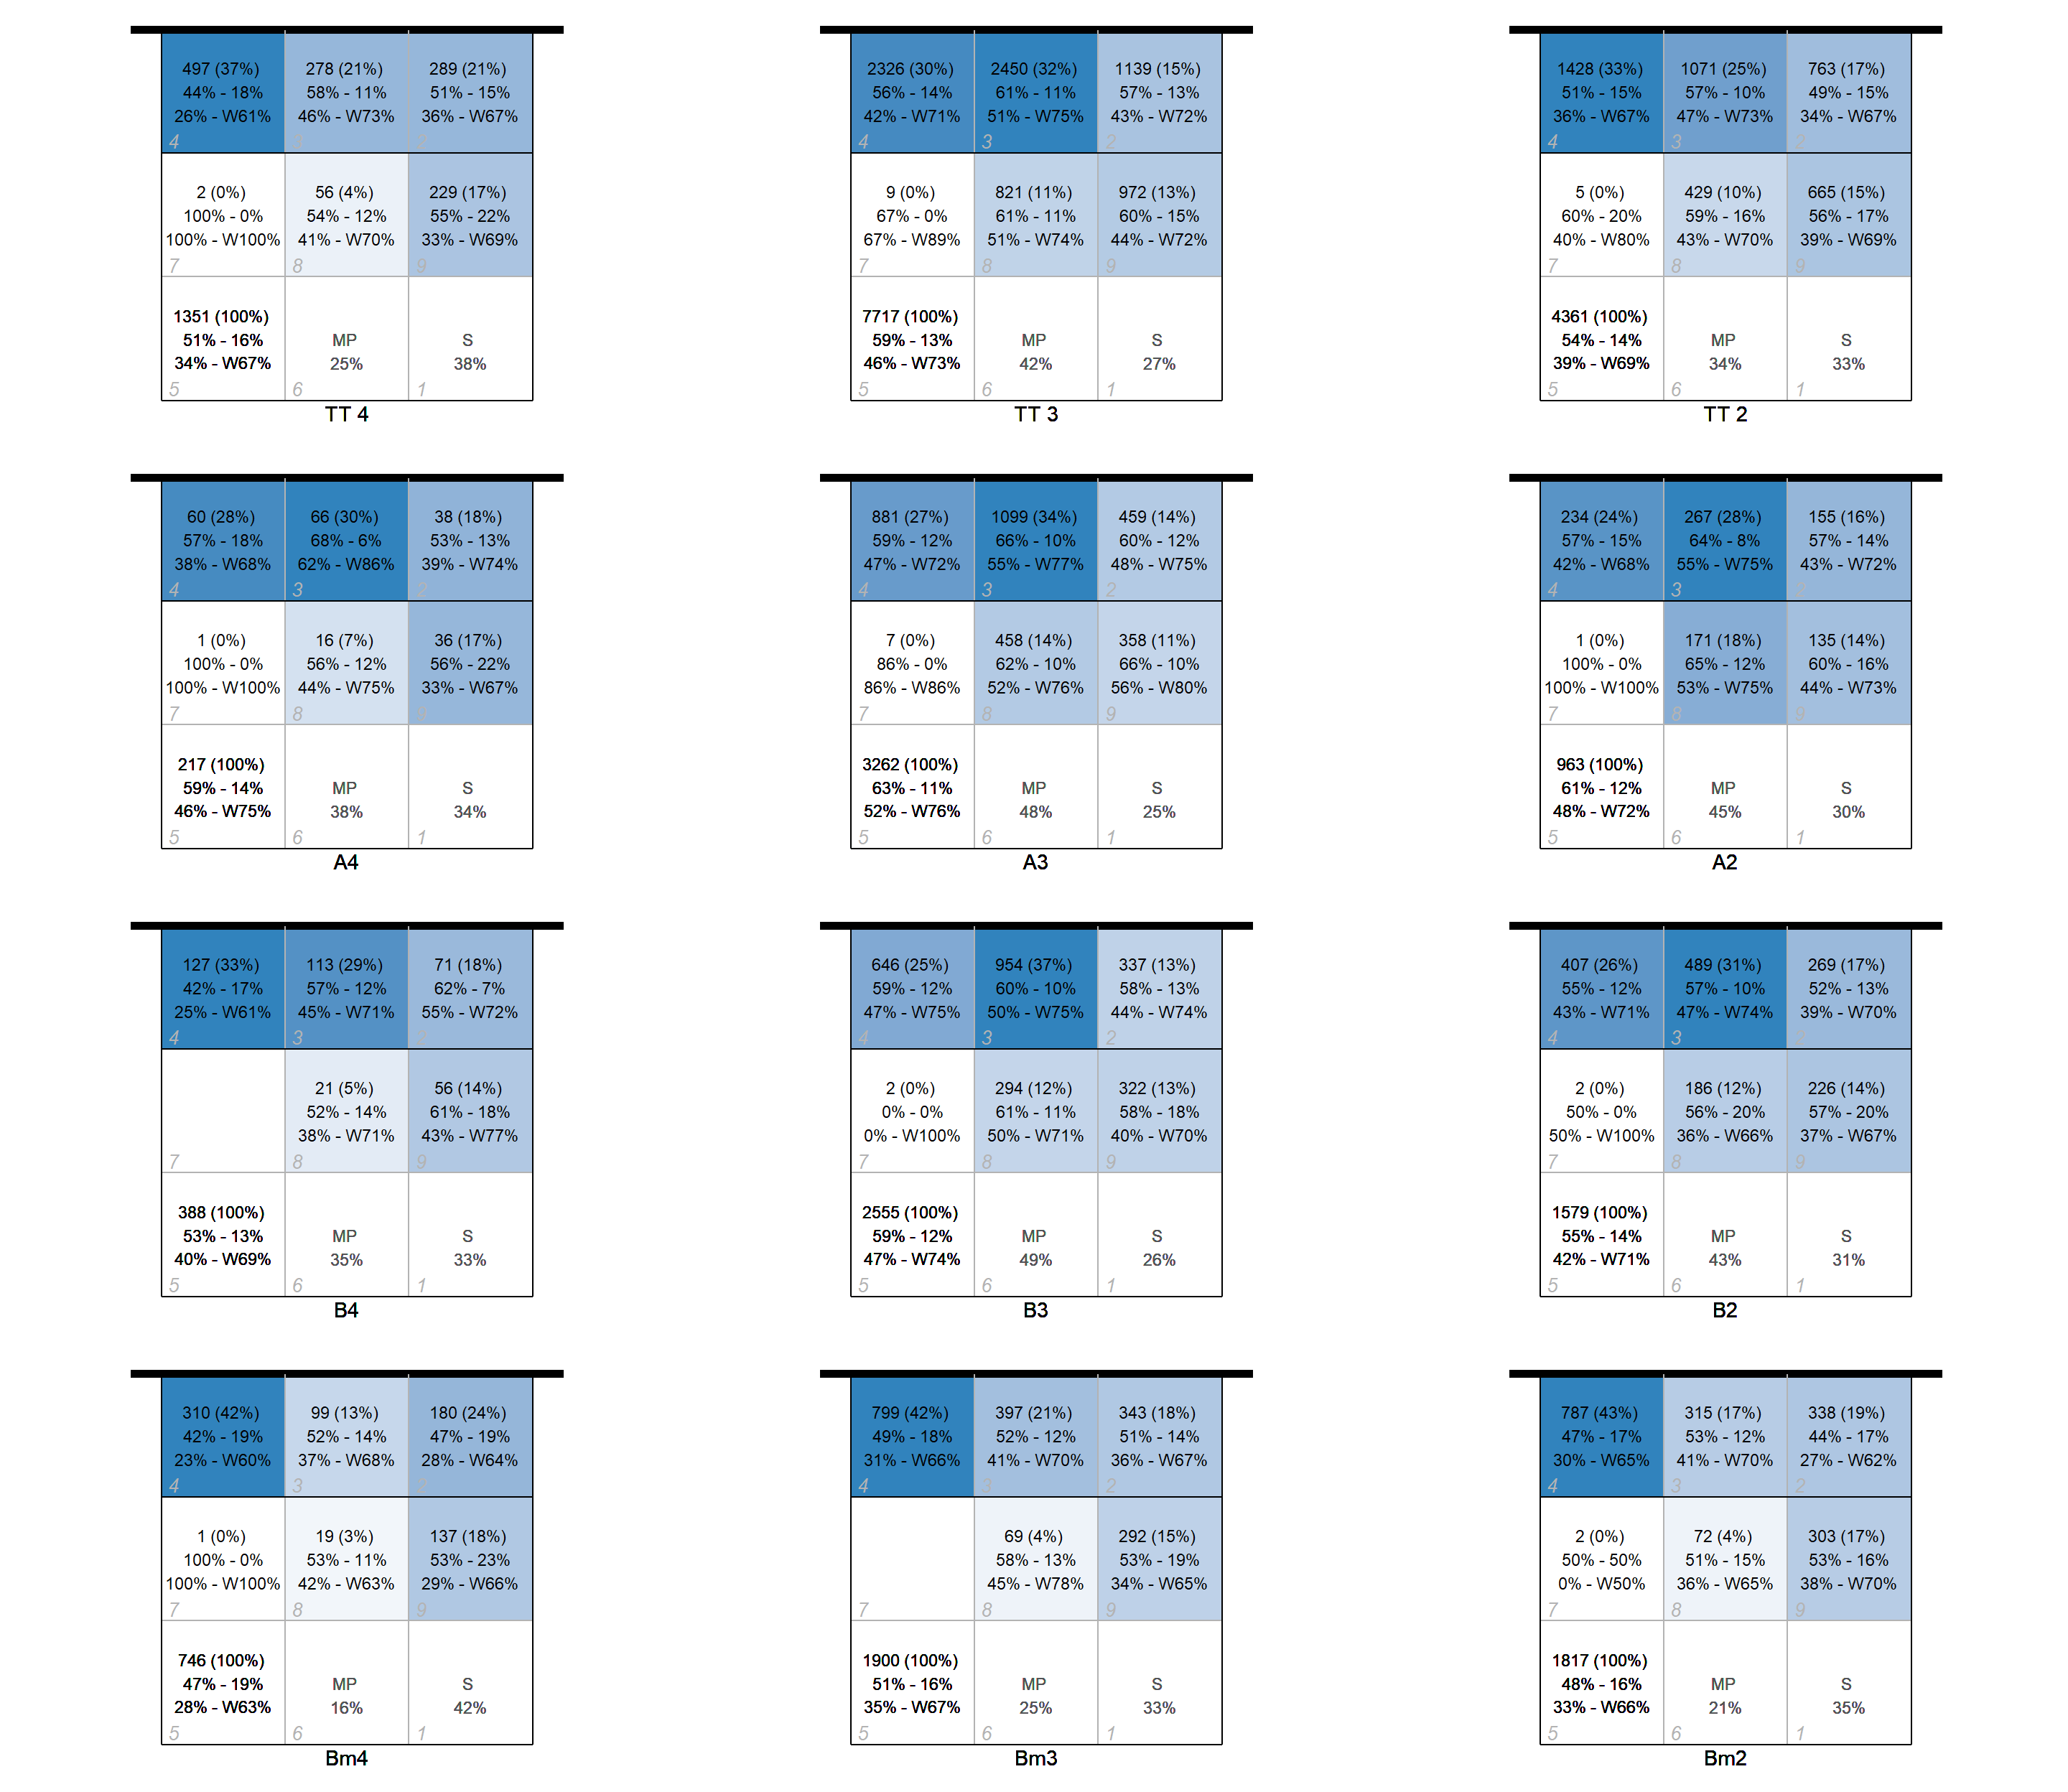 497 (37%)
44% - 18%
26% - W61%
4
278 (21%)
58% - 11%
46% - W73%
289 (21%)
51% - 15%
36% - W67%
2 (0%)
100% - 0%
100% - W100%
7
56 (4%)
54% - 12%
41% - W70%
8
229 (17%)
55% - 22%
33% - W69%
9
1351 (100%)
51% - 16%
34% - W67%
5
MP
25%
6
S
38%
1
TT 4
2326 (30%)
56% - 14%
42% - W71%
4
2450 (32%)
61% - 11%
51% - W75%
3
1139 (15%)
57% - 13%
43% - W72%
2
9 (0%)
67% - 0%
67% - W89%
7
821 (11%)
61% - 11%
51% - W74%
8
972 (13%)
60% - 15%
44% - W72%
9
7717 (100%)
59% - 13%
46% - W73%
5
MP
42%
6
S
27%
1
TT 3
1428 (33%)
51% - 15%
36% - W67%
4
1071 (25%)
57% - 10%
47% - W73%
3
763 (17%)
49% - 15%
34% - W67%
2
5 (0%)
60% - 20%
40% - W80%
7
429 (10%)
59% - 16%
43% - W70%
8
665 (15%)
56% - 17%
39% - W69%
9
4361 (100%)
54% - 14%
39% - W69%
5
MP
34%
6
S
33%
1
TT 2
60 (28%)
57% - 18%
38% - W68%
4
66 (30%)
68% - 6%
62% - W86%
3
38 (18%)
53% - 13%
39% - W74%
1 (0%)
100% - 0%
100% - W100%
7
16 (7%)
56% - 12%
44% - W75%
8
36 (17%)
56% - 22%
33% - W67%
217 (100%)
59% - 14%
46% - W75%
5
MP
38%
6
S
34%
1
A4
881 (27%)
59% - 12%
47% - W72%
4
1099 (34%)
66% - 10%
55% - W77%
3
459 (14%)
60% - 12%
48% - W75%
2
7 (0%)
86% - 0%
86% - W86%
7
458 (14%)
62% - 10%
52% - W76%
8
358 (11%)
66% - 10%
56% - W80%
9
3262 (100%)
63% - 11%
52% - W76%
5
MP
48%
6
S
25%
1
A3
234 (24%)
57% - 15%
42% - W68%
4
267 (28%)
64% - 8%
55% - W75%
3
155 (16%)
57% - 14%
43% - W72%
1 (0%)
100% - 0%
100% - W100%
7
171 (18%)
65% - 12%
53% - W75%
8
135 (14%)
60% - 16%
44% - W73%
9
963 (100%)
61% - 12%
48% - W72%
5
MP
45%
6
S
30%
1
A2
127 (33%)
42% - 17%
25% - W61%
4
113 (29%)
57% - 12%
45% - W71%
3
71 (18%)
62% - 7%
55% - W72%
7
21 (5%)
52% - 14%
38% - W71%
8
56 (14%)
61% - 18%
43% - W77%
9
388 (100%)
53% - 13%
40% - W69%
5
MP
35%
6
S
33%
1
B4
646 (25%)
59% - 12%
47% - W75%
4
954 (37%)
60% - 10%
50% - W75%
3
337 (13%)
58% - 13%
44% - W74%
2
2 (0%)
0% - 0%
0% - W100%
7
294 (12%)
61% - 11%
50% - W71%
8
322 (13%)
58% - 18%
40% - W70%
9
2555 (100%)
59% - 12%
47% - W74%
5
MP
49%
6
S
26%
1
B3
407 (26%)
55% - 12%
43% - W71%
4
489 (31%)
57% - 10%
47% - W74%
3
269 (17%)
52% - 13%
39% - W70%
2 (0%)
50% - 0%
50% - W100%
7
186 (12%)
56% - 20%
36% - W66%
8
226 (14%)
57% - 20%
37% - W67%
9
1579 (100%)
55% - 14%
42% - W71%
5
MP
43%
6
S
31%
1
B2
310 (42%)
42% - 19%
23% - W60%
4
99 (13%)
52% - 14%
37% - W68%
3
180 (24%)
47% - 19%
28% - W64%
1 (0%)
100% - 0%
100% - W100%
7
19 (3%)
53% - 11%
42% - W63%
8
137 (18%)
53% - 23%
29% - W66%
9
746 (100%)
47% - 19%
28% - W63%
5
MP
16%
6
S
42%
1
Bm4
799 (42%)
49% - 18%
31% - W66%
4
397 (21%)
52% - 12%
41% - W70%
3
343 (18%)
51% - 14%
36% - W67%
2
7
69 (4%)
58% - 13%
45% - W78%
8
292 (15%)
53% - 19%
34% - W65%
9
1900 (100%)
51% - 16%
35% - W67%
5
MP
25%
6
S
33%
1
Bm3
787 (43%)
47% - 17%
30% - W65%
4
315 (17%)
53% - 12%
41% - W70%
3
338 (19%)
44% - 17%
27% - W62%
2
2 (0%)
50% - 50%
0% - W50%
7
72 (4%)
51% - 15%
36% - W65%
8
303 (17%)
53% - 16%
38% - W70%
9
1817 (100%)
48% - 16%
33% - W66%
5
MP
21%
6
S
35%
1
Bm2